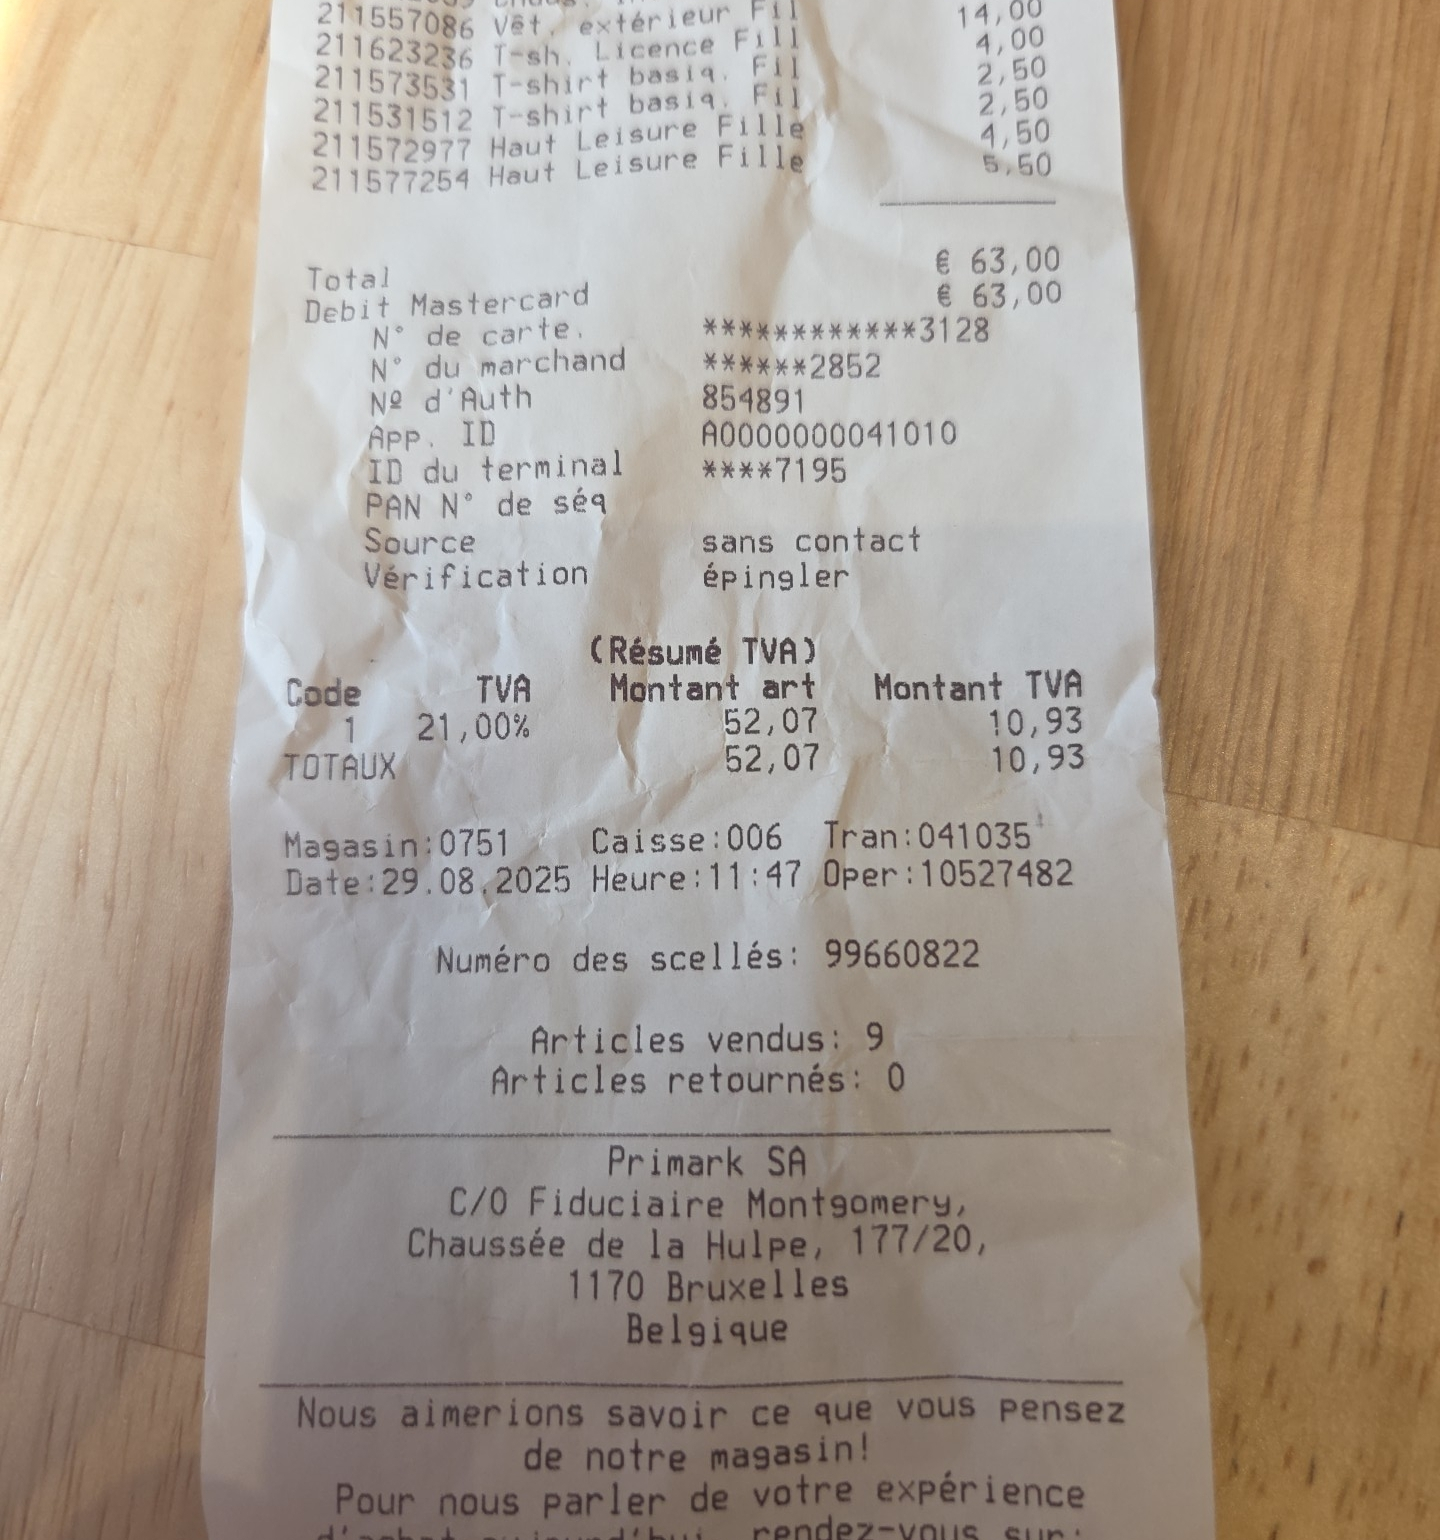 211557086 Vêt. extérieur Fil 14,00
211623236 T-sh. Licence Fill 4,00
211573531 T-shirt basiq. Fil 2,50
211531512 T-shirt basiq. Fil 2,50
211572977 Haut Leisure Fille 4,50
211577254 Haut Leisure Fille 5,50
Total € 63,00
Debit Mastercard € 63,00
N° de carte. ************3128
N° du marchand ******2852
Nº d'Auth 854891
App. ID A0000000041010
ID du terminal ****7195
PAN N° de séq
Source sans contact
Vérification épingler
(Résumé TVA)
Code TVA Montant art Montant TVA
1 21,00% 52,07 10,93
TOTAUX 52,07 10,93
Magasin:0751 Caisse:006 Tran:041035
Date:29.08.2025 Heure:11:47 Oper:10527482
Numéro des scellés: 99660822
Articles vendus: 9
Articles retournés: 0
Primark SA
C/O Fiduciaire Montgomery,
Chaussée de la Hulpe, 177/20,
1170 Bruxelles
Belgique
Nous aimerions savoir ce que vous pensez
de notre magasin!
Pour nous parler de votre expérience
d'achat aujourd'hui, rendez-vous sur: